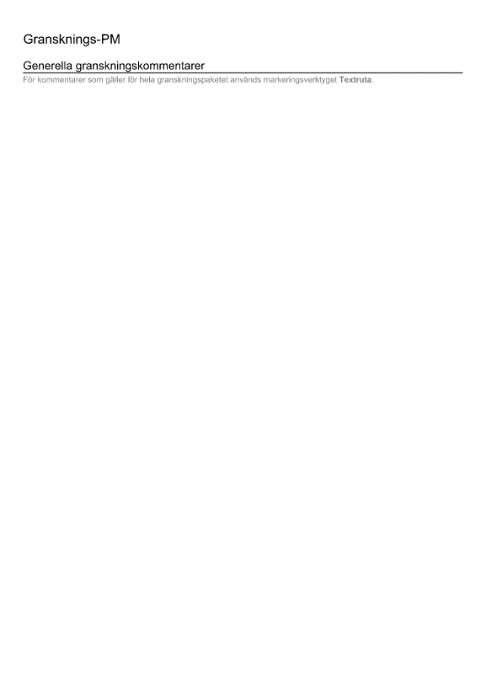 Gransknings-PM
Generella granskningskommentarer
För kommentarer som gäller för hela granskningspaketet används markeringsverktyget Textruta.